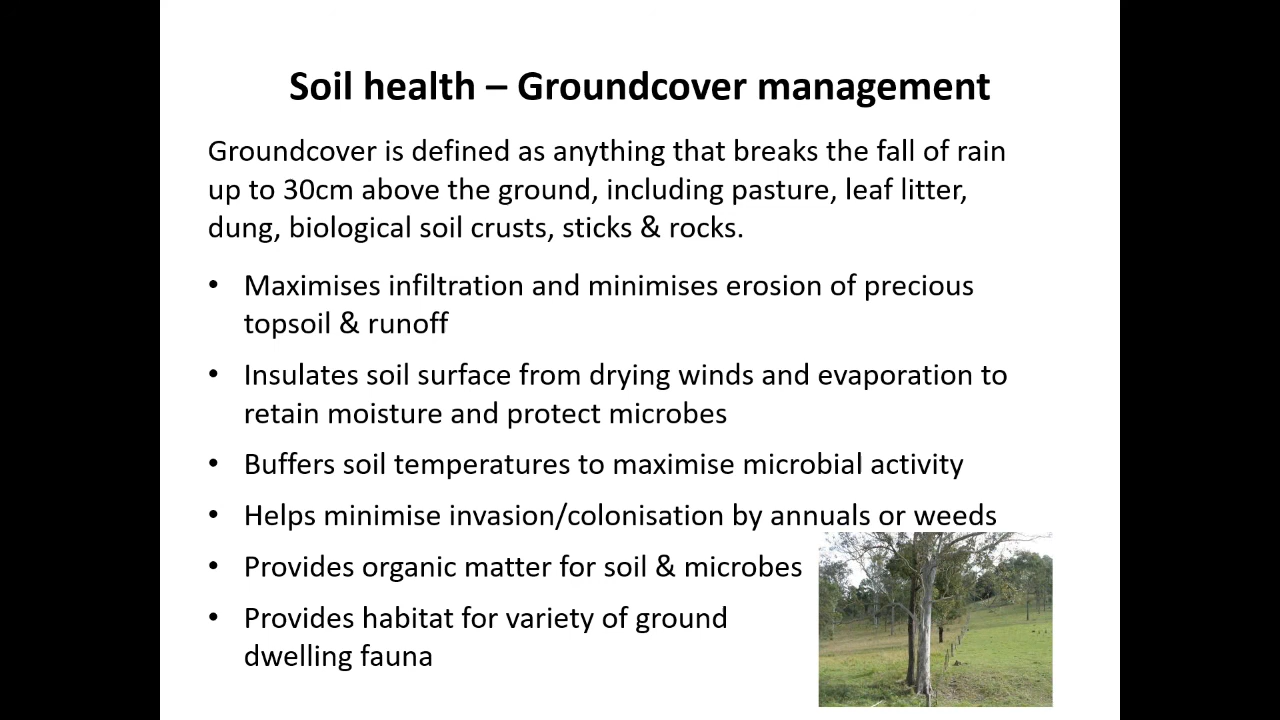 Soil health – Groundcover management
Groundcover is defined as anything that breaks the fall of rain
up to 30cm above the ground, including pasture, leaf litter,
dung, biological soil crusts, sticks & rocks.
• Maximises infiltration and minimises erosion of precious
topsoil & runoff
• Insulates soil surface from drying winds and evaporation to
retain moisture and protect microbes
• Buffers soil temperatures to maximise microbial activity
• Helps minimise invasion/colonisation by annuals or weeds
• Provides organic matter for soil & microbes
• Provides habitat for variety of ground
dwelling fauna